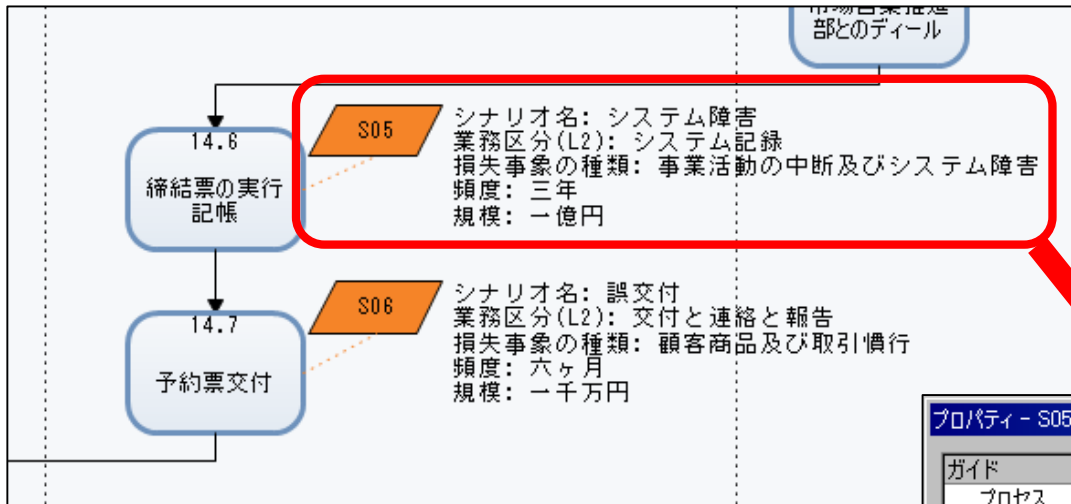 部とのディール
14.6
締結票の実行
記帳
S05
シナリオ名: システム障害
業務区分(L2): システム記録
損失事象の種類: 事業活動の中断及びシステム障害
頻度: 三年
規模: 一億円
14.7
予約票交付
S06
シナリオ名: 誤交付
業務区分(L2): 交付と連絡と報告
損失事象の種類: 顧客商品及び取引慣行
頻度: 六ヶ月
規模: 一千万円
プロパティ - S05
ガイド
プロセス